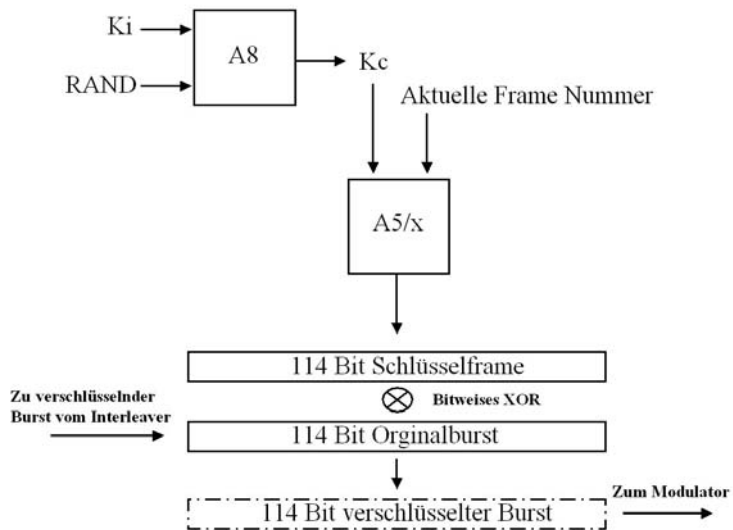 Ki
A8
Kc
RAND
Aktuelle Frame Nummer
A5/x
114 Bit Schlüsselframe
Zu verschlüsselnder
Burst vom Interleaver
Bitweises XOR
114 Bit Orginalburst
Zum Modulator
114 Bit verschlüsselter Burst